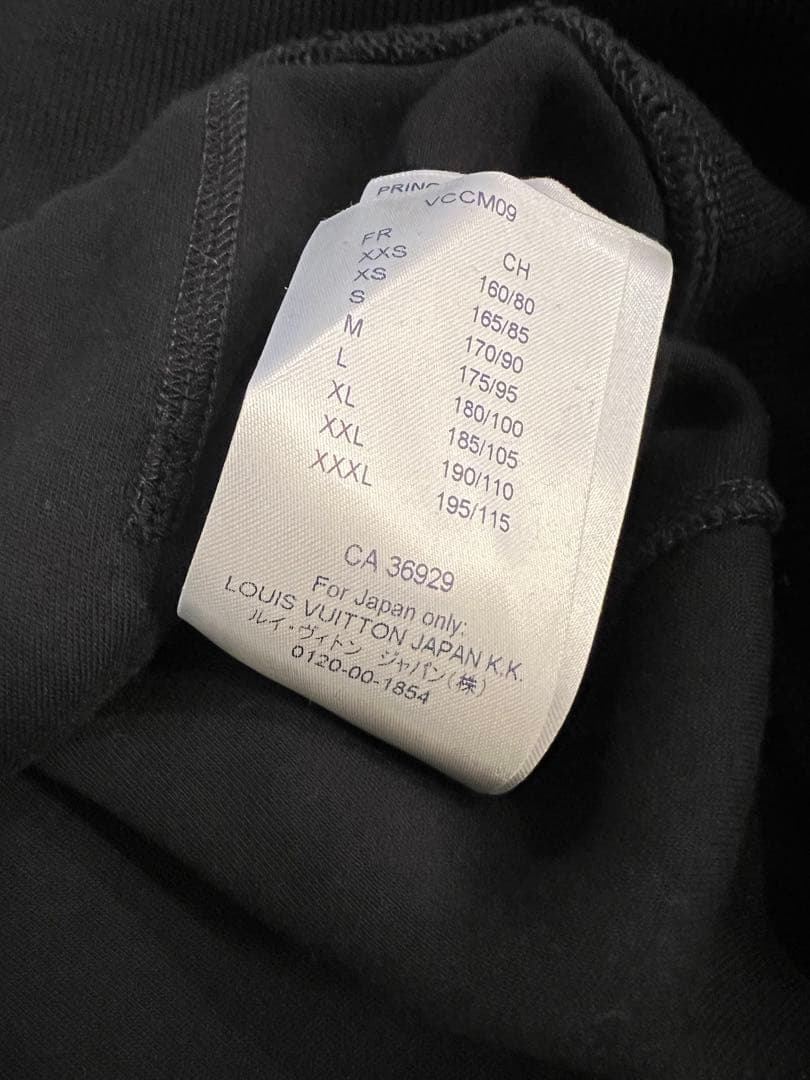 PRINC
VCCM09
FR CH
XXS 160/80
XS 165/85
S 170/90
M 175/95
L 180/100
XL 185/105
XXL 190/110
XXXL 195/115
CA 36929
For Japan only:
LOUIS VUITTON JAPAN K.K.
ルイ・ヴィトン ジャパン(株)
0120-00-1854